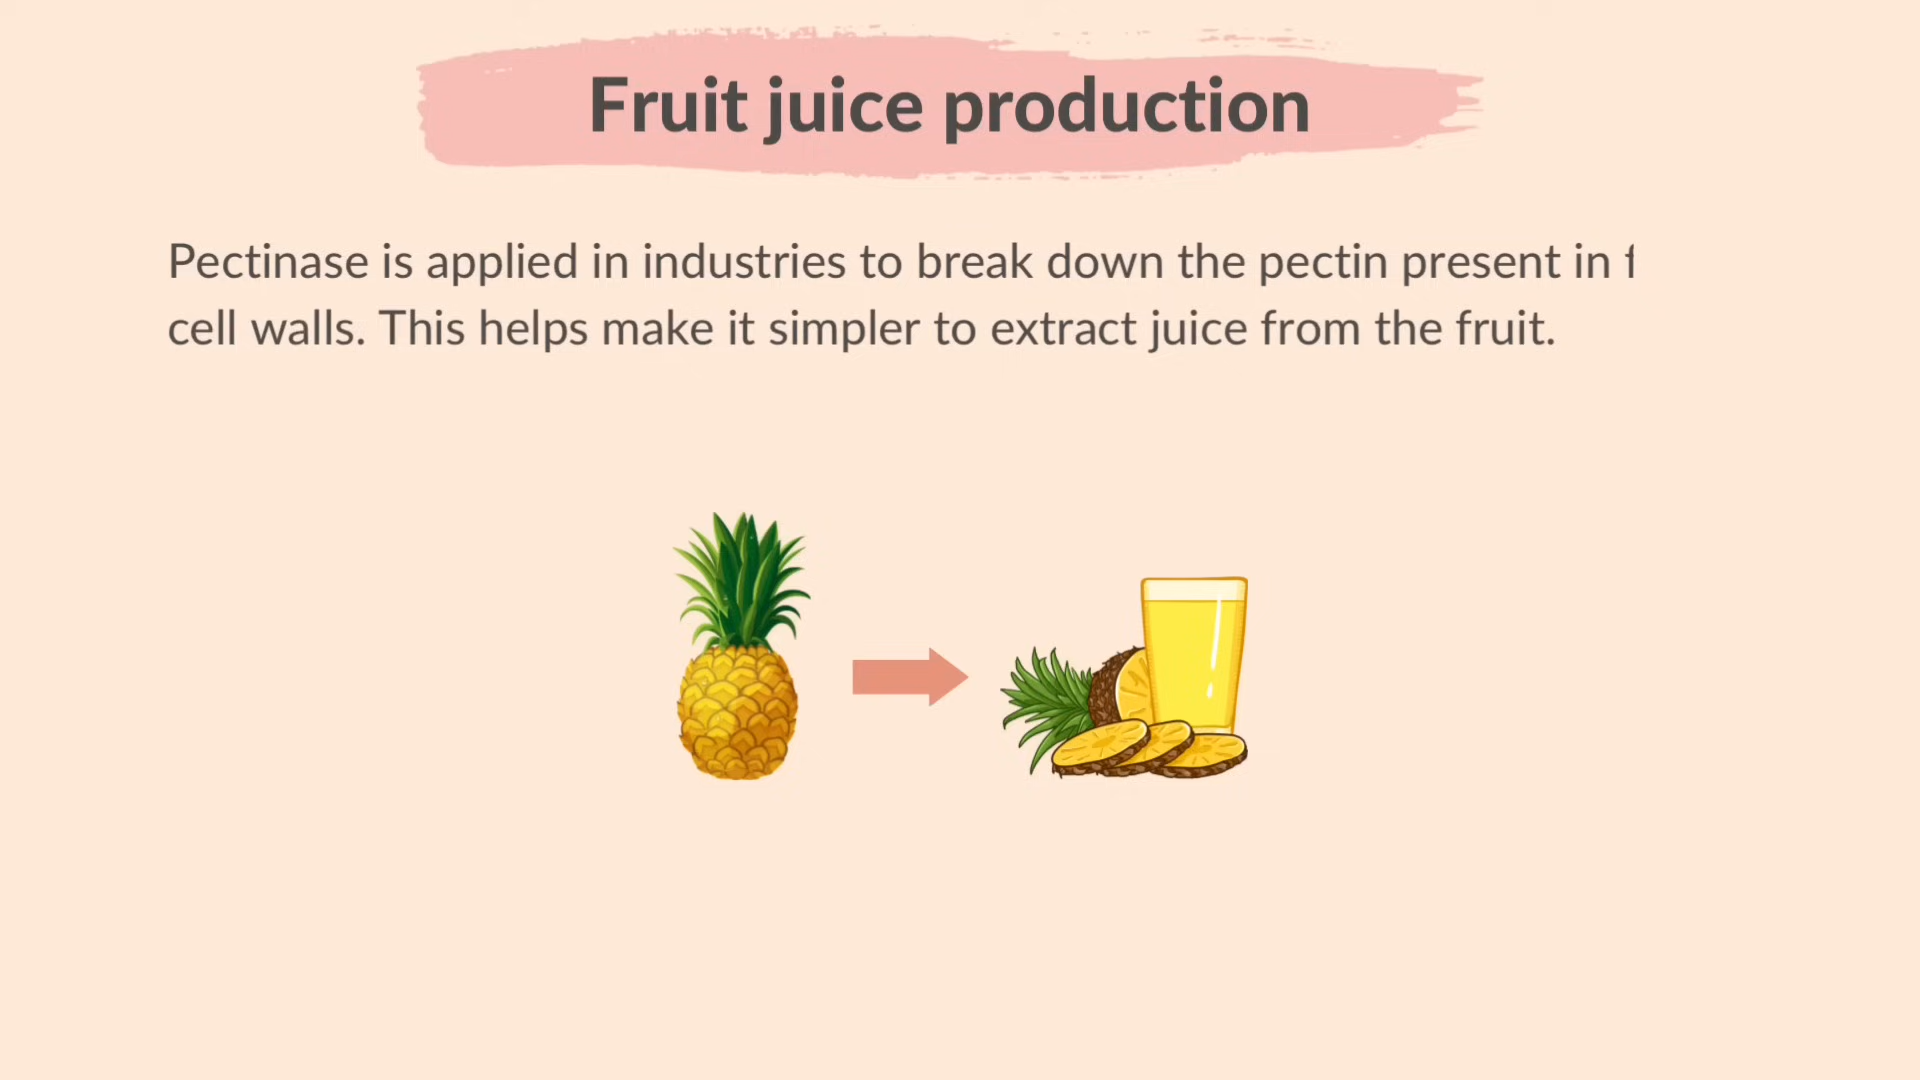 Fruit juice production
Pectinase is applied in industries to break down the pectin present in
cell walls. This helps make it simpler to extract juice from the fruit.